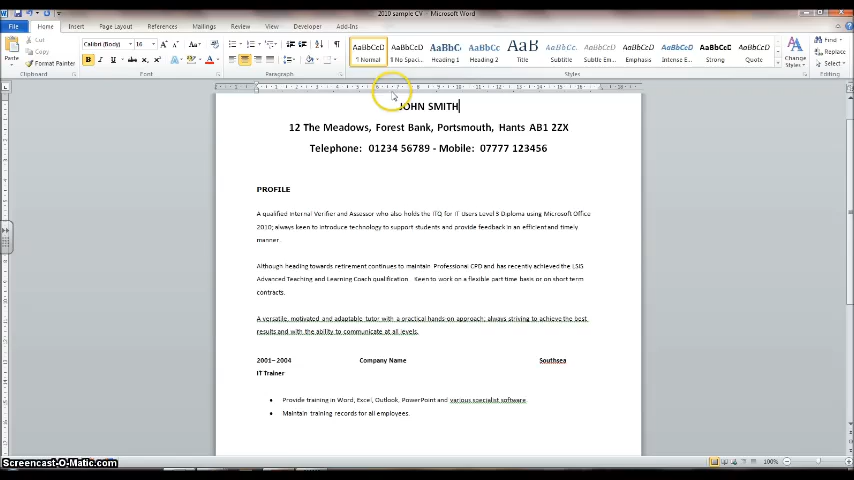 2010 sample CV - Microsoft Word
File Home Insert Page Layout References Mailings Review View Developer Add-Ins
Cut
Copy
Paste Format Painter
Clipboard
Calibri (Body) 16
Font
Paragraph
AaBbCcD AaBbCcD AaBbC AaBbCc AaB AaBbCc. AaBbCcD AaBbCcD AaBbCcD AaBbCcD AaBbCcD
¶ Normal ¶ No Spaci... Heading 1 Heading 2 Title Subtitle Subtle Em... Emphasis Intense E... Strong Quote
Change Styles
Styles
Find
Replace
Select
Editing
JOHN SMITH
12 The Meadows, Forest Bank, Portsmouth, Hants AB1 2ZX
Telephone: 01234 56789 - Mobile: 07777 123456
PROFILE
A qualified Internal Verifier and Assessor who also holds the ITQ for IT Users Level 3 Diploma using Microsoft Office
2010; always keen to introduce technology to support students and provide feedback in an efficient and timely
manner.
Although heading towards retirement continues to maintain Professional CPD and has recently achieved the LSIS
Advanced Teaching and Learning Coach qualification. Keen to work on a flexible part time basis or on short term
contracts.
A versatile, motivated and adaptable tutor with a practical hands-on approach; always striving to achieve the best
results and with the ability to communicate at all levels.
2001– 2004 Company Name Southsea
IT Trainer
• Provide training in Word, Excel, Outlook, PowerPoint and various specialist software
• Maintain training records for all employees.
Screencast-O-Matic.com
100%